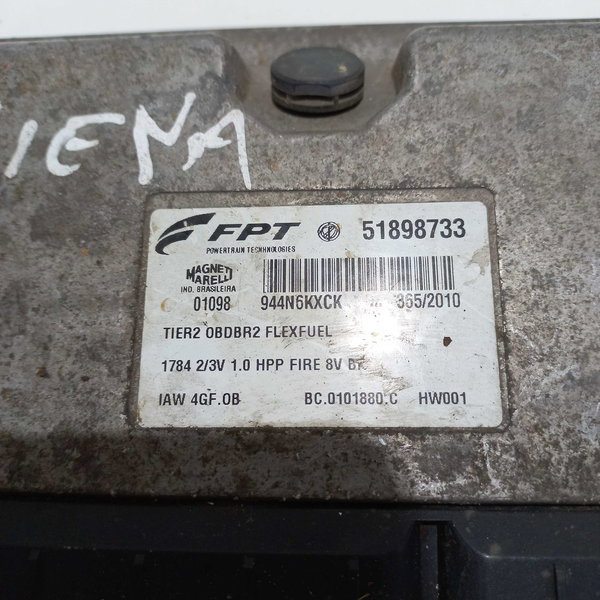 IENA
FPT 51898733
POWERTRAIN TECNHNOLOGIES
MAGNETI
MARELLI
IND. BRASILEIRA
01098 944N6KXCK 365/2010
TIER2 OBDBR2 FLEXFUEL
1784 2/3V 1.0 HPP FIRE 8V
IAW 4GF.0B BC.0101880.C HW001